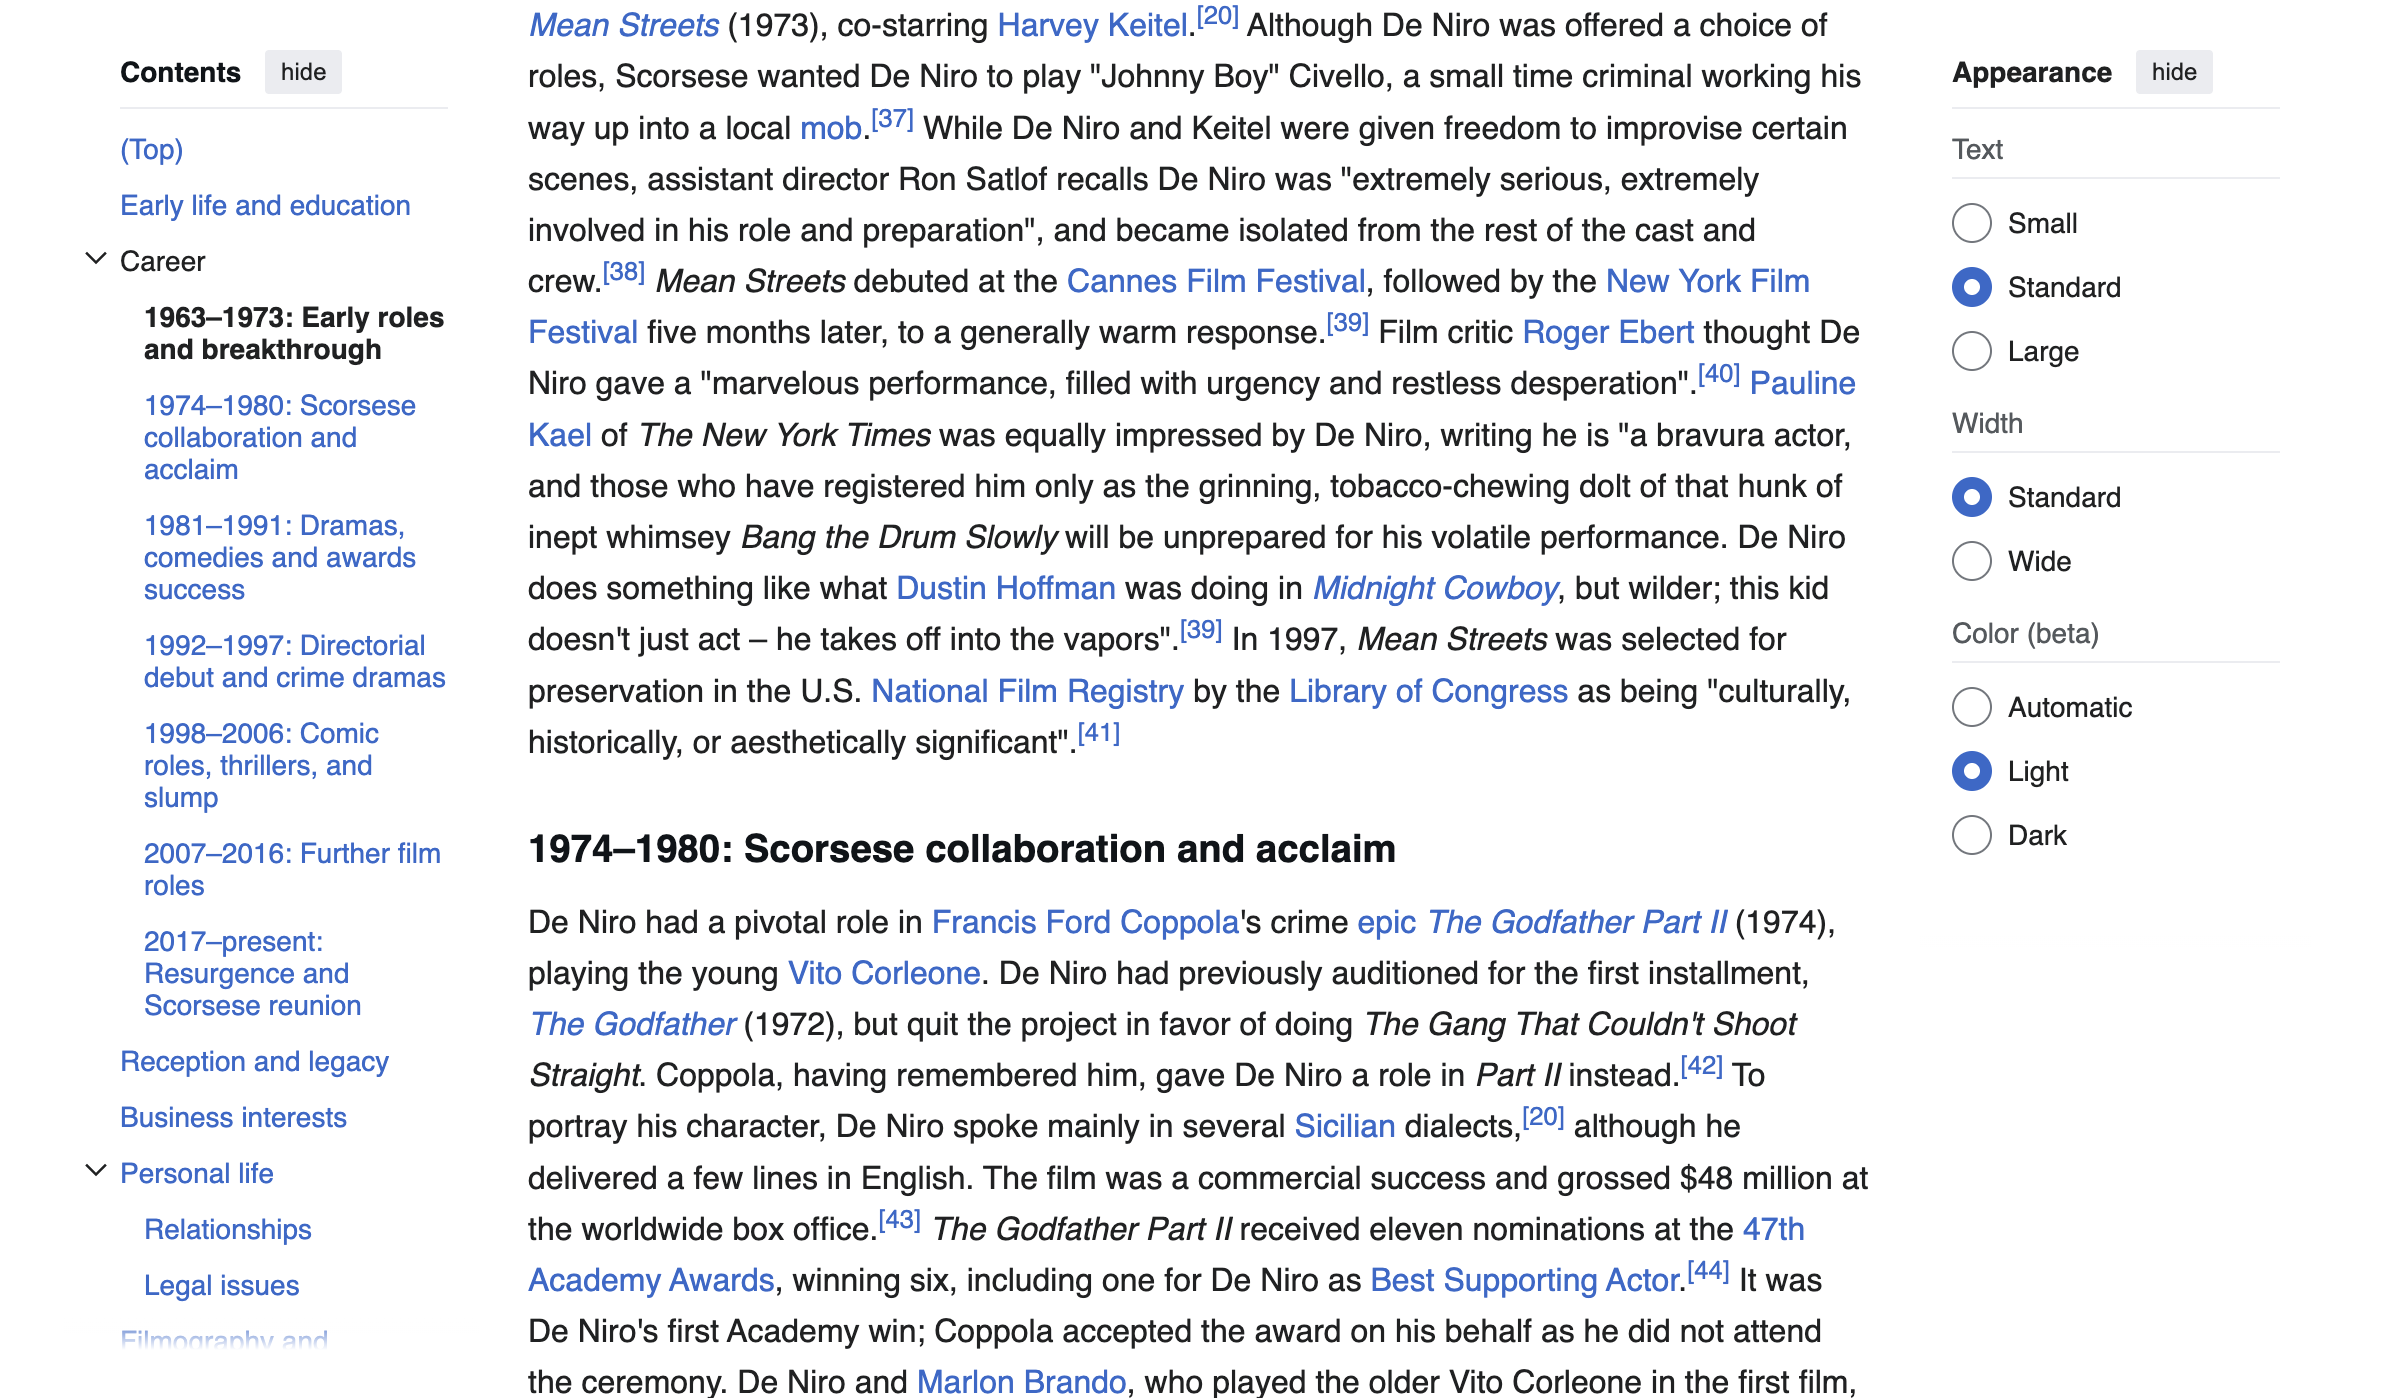 Contents hide
(Top)
Early life and education
Career
1963–1973: Early roles
and breakthrough
1974–1980: Scorsese
collaboration and
acclaim
1981–1991: Dramas,
comedies and awards
success
1992–1997: Directorial
debut and crime dramas
1998–2006: Comic
roles, thrillers, and
slump
2007–2016: Further film
roles
2017–present:
Resurgence and
Scorsese reunion
Reception and legacy
Business interests
Personal life
Relationships
Legal issues
Filmography and
Mean Streets (1973), co-starring Harvey Keitel.[20] Although De Niro was offered a choice of
roles, Scorsese wanted De Niro to play "Johnny Boy" Civello, a small time criminal working his
way up into a local mob.[37] While De Niro and Keitel were given freedom to improvise certain
scenes, assistant director Ron Satlof recalls De Niro was "extremely serious, extremely
involved in his role and preparation", and became isolated from the rest of the cast and
crew.[38] Mean Streets debuted at the Cannes Film Festival, followed by the New York Film
Festival five months later, to a generally warm response.[39] Film critic Roger Ebert thought De
Niro gave a "marvelous performance, filled with urgency and restless desperation".[40] Pauline
Kael of The New York Times was equally impressed by De Niro, writing he is "a bravura actor,
and those who have registered him only as the grinning, tobacco-chewing dolt of that hunk of
inept whimsey Bang the Drum Slowly will be unprepared for his volatile performance. De Niro
does something like what Dustin Hoffman was doing in Midnight Cowboy, but wilder; this kid
doesn't just act – he takes off into the vapors".[39] In 1997, Mean Streets was selected for
preservation in the U.S. National Film Registry by the Library of Congress as being "culturally,
historically, or aesthetically significant".[41]
1974–1980: Scorsese collaboration and acclaim
De Niro had a pivotal role in Francis Ford Coppola's crime epic The Godfather Part II (1974),
playing the young Vito Corleone. De Niro had previously auditioned for the first installment,
The Godfather (1972), but quit the project in favor of doing The Gang That Couldn't Shoot
Straight. Coppola, having remembered him, gave De Niro a role in Part II instead.[42] To
portray his character, De Niro spoke mainly in several Sicilian dialects,[20] although he
delivered a few lines in English. The film was a commercial success and grossed $48 million at
the worldwide box office.[43] The Godfather Part II received eleven nominations at the 47th
Academy Awards, winning six, including one for De Niro as Best Supporting Actor.[44] It was
De Niro's first Academy win; Coppola accepted the award on his behalf as he did not attend
the ceremony. De Niro and Marlon Brando, who played the older Vito Corleone in the first film,
Appearance hide
Text
Small
Standard
Large
Width
Standard
Wide
Color (beta)
Automatic
Light
Dark